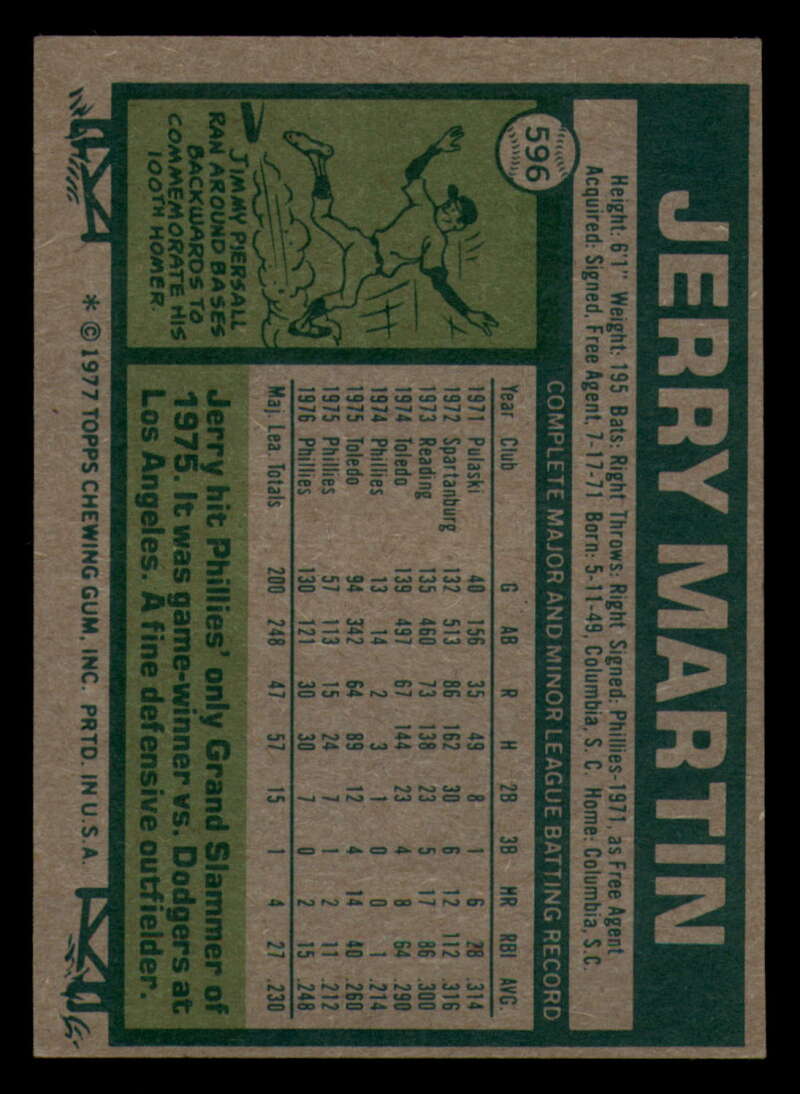 596
JERRY MARTIN
Height: 6'1" Weight: 195 Bats: Right Throws: Right Signed: Phillies-1971, as Free Agent
Acquired: Signed, Free Agent, 7-17-71 Born: 5-11-49, Columbia, S. C. Home: Columbia, S.C.
COMPLETE MAJOR AND MINOR LEAGUE BATTING RECORD
Year Club G AB R H 2B 3B HR RBI AVG.
1971 Pulaski 40 156 35 49 8 1 6 28 .314
1972 Spartanburg 132 513 86 162 30 6 12 112 .316
1973 Reading 135 460 73 138 23 5 17 86 .300
1974 Toledo 139 497 67 144 23 4 8 64 .290
1974 Phillies 13 14 2 3 1 0 0 1 .214
1975 Toledo 94 342 64 89 12 4 14 40 .260
1975 Phillies 57 113 15 24 7 1 2 11 .212
1976 Phillies 130 121 30 30 7 0 2 15 .248
Maj. Lea. Totals 200 248 47 57 15 1 4 27 .230
JIMMY PIERSALL
RAN AROUND BASES
BACKWARDS TO
COMMEMORATE HIS
100TH HOMER.
Jerry hit Phillies' only Grand Slammer of
1975. It was game-winner vs. Dodgers at
Los Angeles. A fine defensive outfielder.
* © 1977 TOPPS CHEWING GUM, INC. PRTD. IN U.S.A.